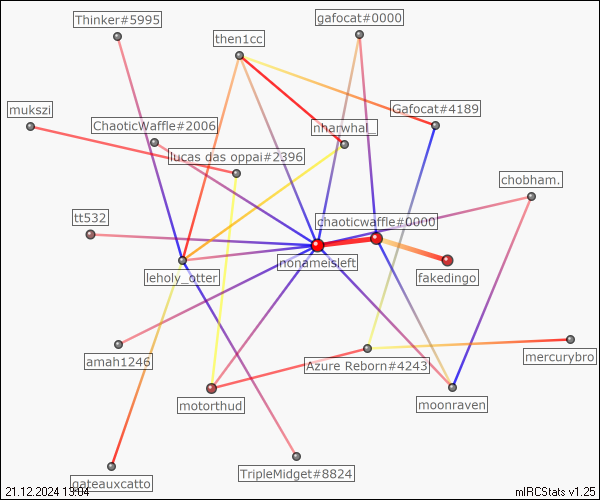 Thinker#5995
gafocat#0000
then1cc
mukszi
Gafocat#4189
ChaoticWaffle#2006
nharwhal_
lucas das oppai#2396
chobham.
tt532
chaoticwaffle#0000
nonameisleft
leholy_otter
fakedingo
amah1246
mercurybro
Azure Reborn#4243
motorthud
moonraven
gateauxcatto
TripleMidget#8824
21.12.2024 13:04
mIRCStats v1.25